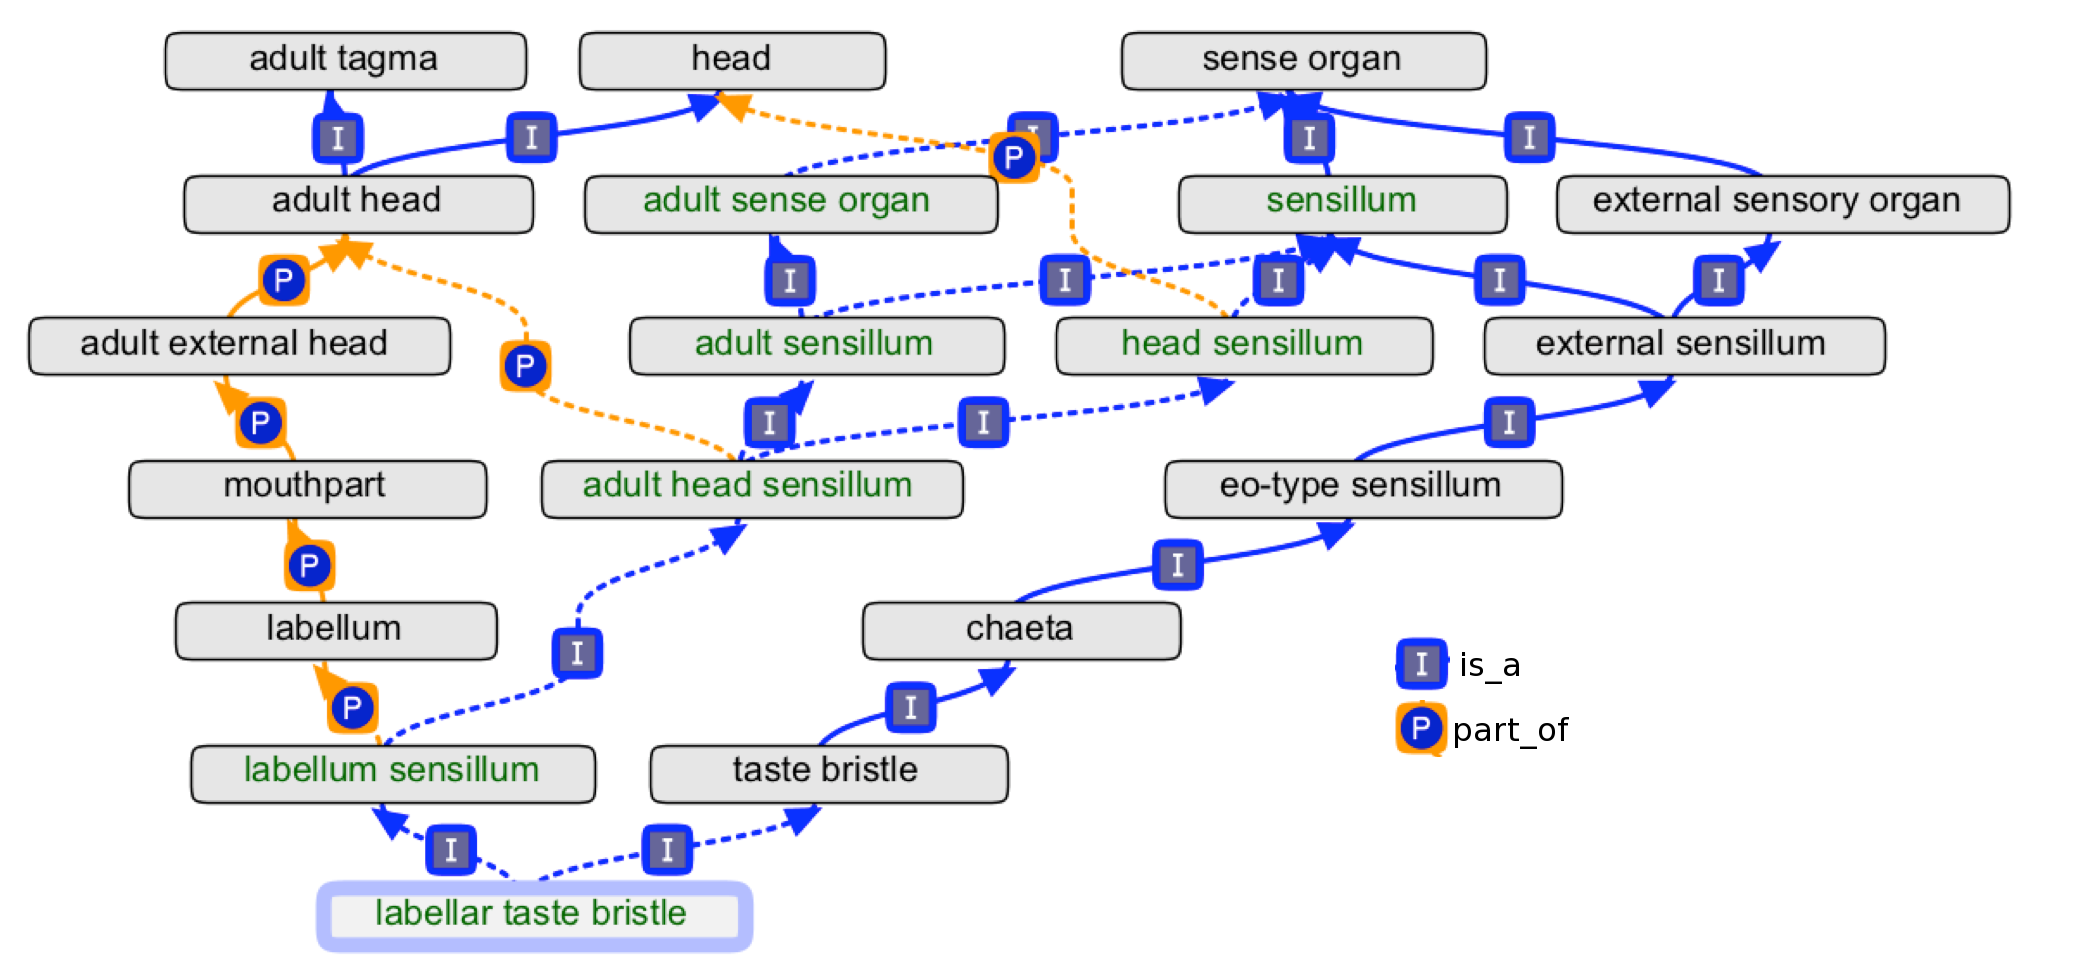 adult tagma
head
sense organ
I
I
I
P
I
I
adult head
adult sense organ
sensillum
external sensory organ
P
I
I
I
I
I
adult external head
adult sensillum
head sensillum
external sensillum
P
P
I
I
I
mouthpart
adult head sensillum
eo-type sensillum
P
I
labellum
chaeta
I
I is_a
P
I
P part_of
labellum sensillum
taste bristle
I
I
labellar taste bristle